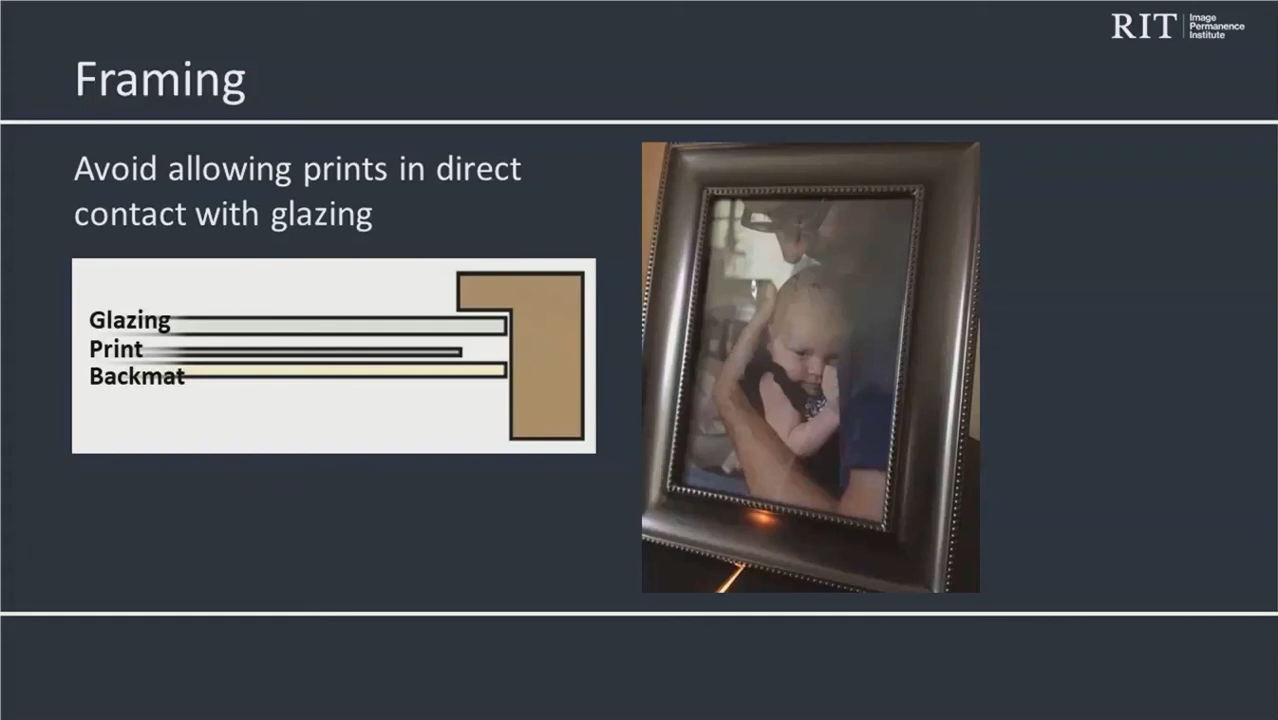 RIT
Image
Permanence
Institute
Framing
Avoid allowing prints in direct
contact with glazing
Glazing
Print
Backmat